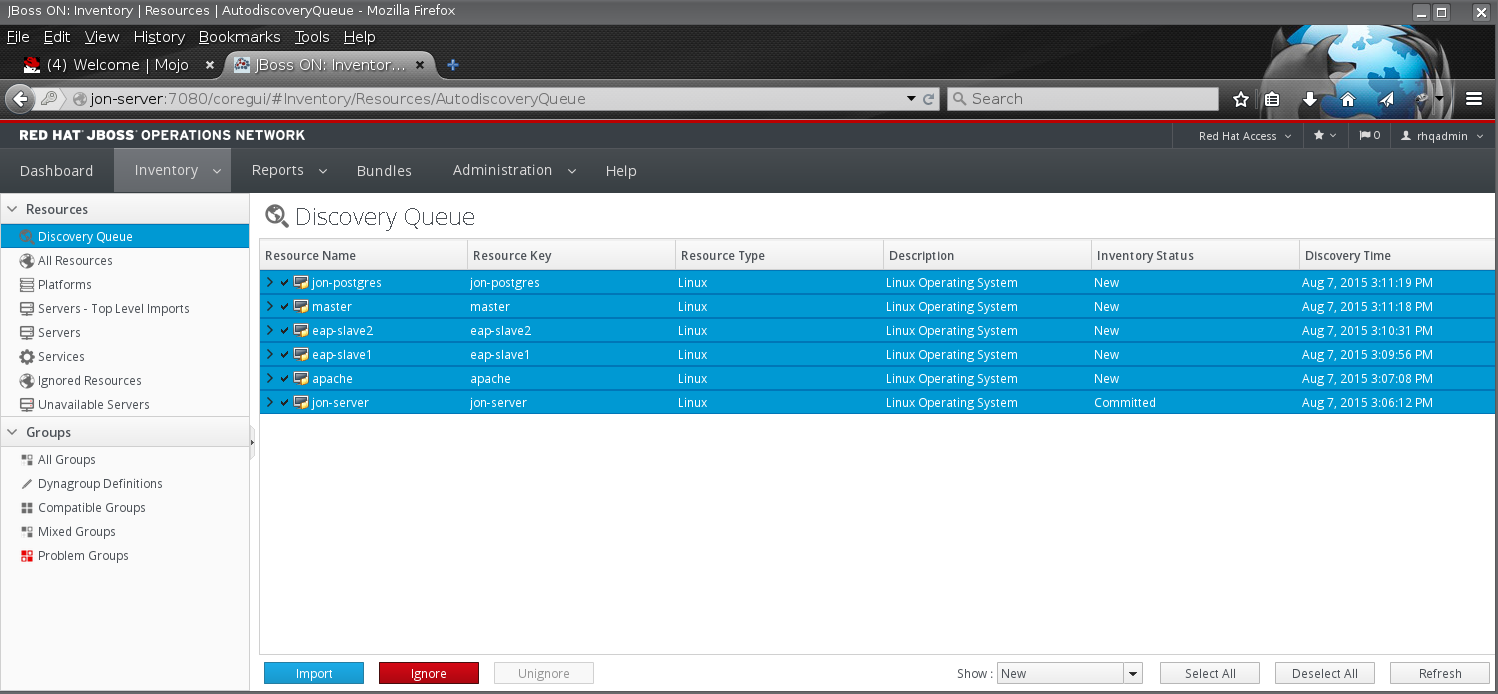 JBoss ON: Inventory | Resources | AutodiscoveryQueue - Mozilla Firefox
File Edit View History Bookmarks Tools Help
(4) Welcome | Mojo × JBoss ON: Inventor... ×
jon-server:7080/coregui/#Inventory/Resources/AutodiscoveryQueue Search
RED HAT JBOSS OPERATIONS NETWORK Red Hat Access 0 rhqadmin
Dashboard Inventory Reports Bundles Administration Help
Resources
Discovery Queue
All Resources
Platforms
Servers - Top Level Imports
Servers
Services
Ignored Resources
Unavailable Servers
Groups
All Groups
Dynagroup Definitions
Compatible Groups
Mixed Groups
Problem Groups
Discovery Queue
Resource Name Resource Key Resource Type Description Inventory Status Discovery Time
jon-postgres jon-postgres Linux Linux Operating System New Aug 7, 2015 3:11:19 PM
master master Linux Linux Operating System New Aug 7, 2015 3:11:18 PM
eap-slave2 eap-slave2 Linux Linux Operating System New Aug 7, 2015 3:10:31 PM
eap-slave1 eap-slave1 Linux Linux Operating System New Aug 7, 2015 3:09:56 PM
apache apache Linux Linux Operating System New Aug 7, 2015 3:07:08 PM
jon-server jon-server Linux Linux Operating System Committed Aug 7, 2015 3:06:12 PM
Import Ignore Unignore Show : New Select All Deselect All Refresh